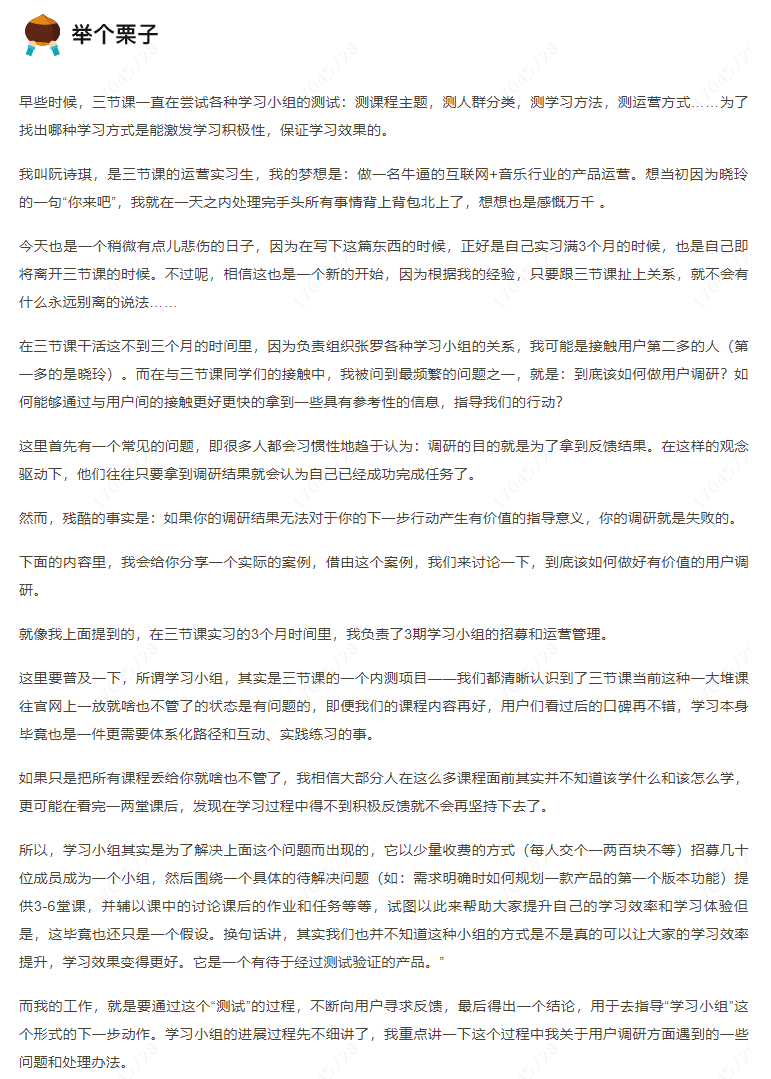 举个栗子
早些时候，三节课一直在尝试各种学习小组的测试：测课程主题，测人群分类，测学习方法，测运营方式……为了
找出哪种学习方式是能激发学习积极性，保证学习效果的。
我叫阮诗琪，是三节课的运营实习生，我的梦想是：做一名牛逼的互联网+音乐行业的产品运营。想当初因为晓玲
的一句“你来吧”，我就在一天之内处理完手头所有事情背上背包北上了，想想也是感慨万千 。
今天也是一个稍微有点儿悲伤的日子，因为在写下这篇东西的时候，正好是自己实习满3个月的时候，也是自己即
将离开三节课的时候。不过呢，相信这也是一个新的开始，因为根据我的经验，只要跟三节课扯上关系，就不会有
什么永远别离的说法……
在三节课干活这不到三个月的时间里，因为负责组织张罗各种学习小组的关系，我可能是接触用户第二多的人（第
一多的是晓玲）。而在与三节课同学们的接触中，我被问到最频繁的问题之一，就是：到底该如何做用户调研？如
何能够通过与用户间的接触更好更快的拿到一些具有参考性的信息，指导我们的行动？
这里首先有一个常见的问题，即很多人都会习惯性地趋于认为：调研的目的就是为了拿到反馈结果。在这样的观念
驱动下，他们往往只要拿到调研结果就会认为自己已经成功完成任务了。
然而，残酷的事实是：如果你的调研结果无法对于你的下一步行动产生有价值的指导意义，你的调研就是失败的。
下面的内容里，我会给你分享一个实际的案例，借由这个案例，我们来讨论一下，到底该如何做好有价值的用户调
研。
就像我上面提到的，在三节课实习的3个月时间里，我负责了3期学习小组的招募和运营管理。
这里要普及一下，所谓学习小组，其实是三节课的一个内测项目——我们都清晰认识到了三节课当前这种一大堆课
往官网上一放就啥也不管了的状态是有问题的，即便我们的课程内容再好，用户们看过后的口碑再不错，学习本身
毕竟也是一件更需要体系化路径和互动、实践练习的事。
如果只是把所有课程丢给你就啥也不管了，我相信大部分人在这么多课程面前其实并不知道该学什么和该怎么学，
更可能在看完一两堂课后，发现在学习过程中得不到积极反馈就不会再坚持下去了。
所以，学习小组其实是为了解决上面这个问题而出现的，它以少量收费的方式（每人交个一两百块不等）招募几十
位成员成为一个小组，然后围绕一个具体的待解决问题（如：需求明确时如何规划一款产品的第一个版本功能）提
供3-6堂课，并辅以课中的讨论课后的作业和任务等等，试图以此来帮助大家提升自己的学习效率和学习体验但
是，这毕竟也还只是一个假设。换句话讲，其实我们也并不知道这种小组的方式是不是真的可以让大家的学习效率
提升，学习效果变得更好。它是一个有待于经过测试验证的产品。”
而我的工作，就是要通过这个“测试”的过程，不断向用户寻求反馈，最后得出一个结论，用于去指导“学习小组”这
个形式的下一步动作。学习小组的进展过程先不细讲了，我重点讲一下这个过程中我关于用户调研方面遇到的一些
问题和处理办法。
17045728